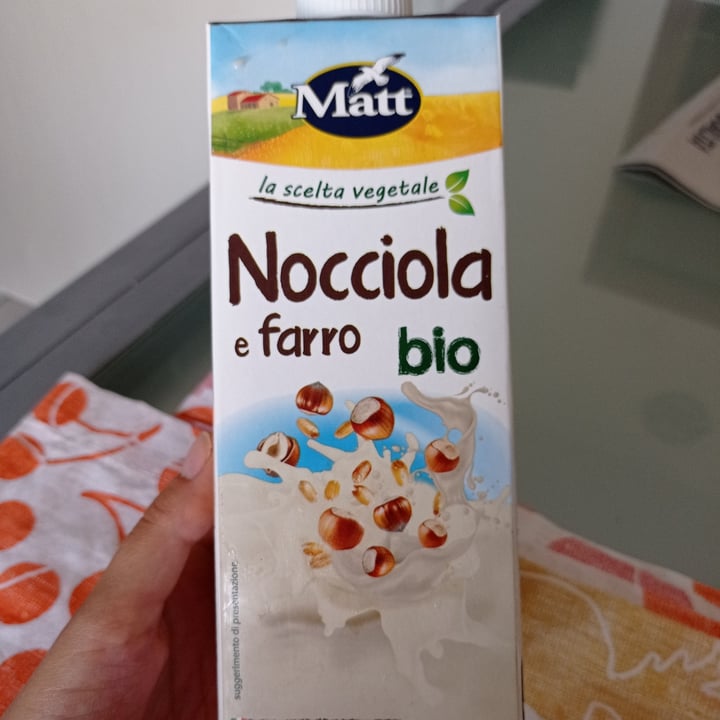 Matt
la scelta vegetale
Nocciola
e farro bio
suggerimento di presentazione